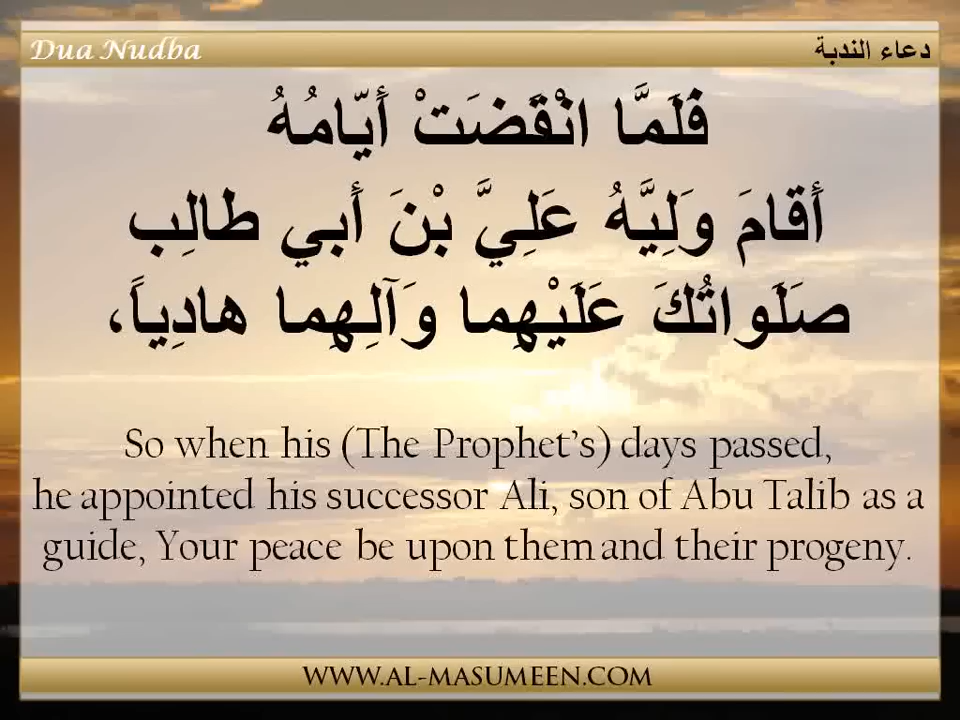 Dua Nudba
دعاء الندبة
فَلَمَّا انْقَضَتْ أَيّامُهُ
أَقامَ وَلِيَّهُ عَلِيَّ بْنَ أَبي طالِب
صَلَواتُكَ عَلَيْهِما وَآلِهِما هادِياً،
So when his (The Prophet's) days passed,
he appointed his successor Ali, son of Abu Talib as a
guide, Your peace be upon them and their progeny.
WWW.AL-MASUMEEN.COM